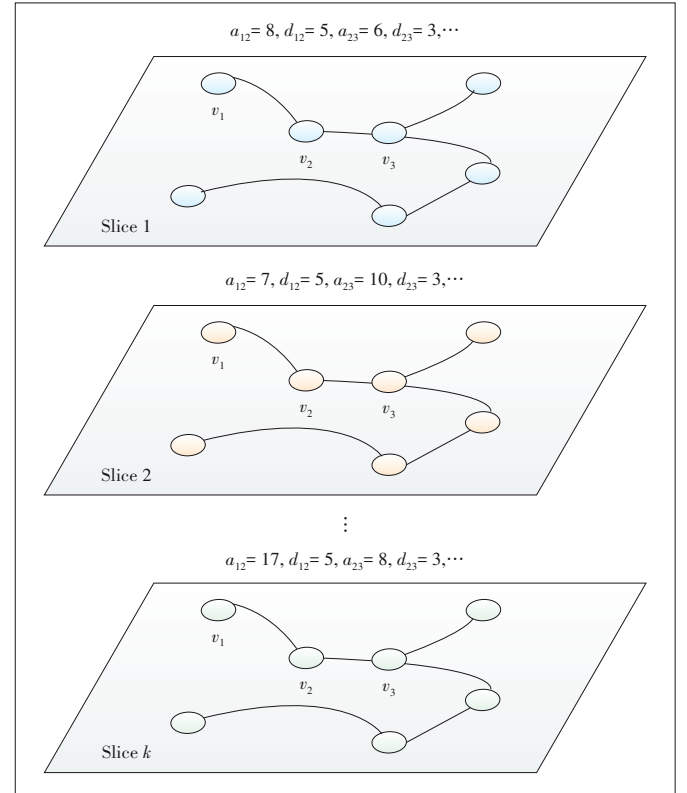 a₁₂= 8, d₁₂= 5, a₂₃= 6, d₂₃= 3,⋯
v₁
v₂
v₃
Slice 1
a₁₂= 7, d₁₂= 5, a₂₃= 10, d₂₃= 3,⋯
v₁
v₂
v₃
Slice 2
⋮
a₁₂= 17, d₁₂= 5, a₂₃= 8, d₂₃= 3,⋯
v₁
v₂
v₃
Slice k